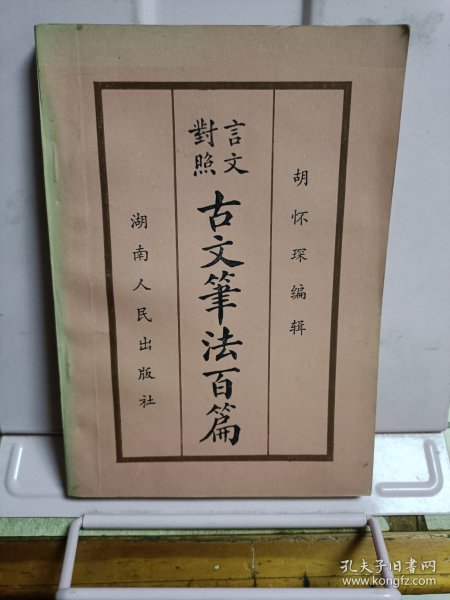 胡怀琛编辑
言文
對照
古文筆法百篇
湖南人民出版社
孔夫子旧书网
www.kongfz.com